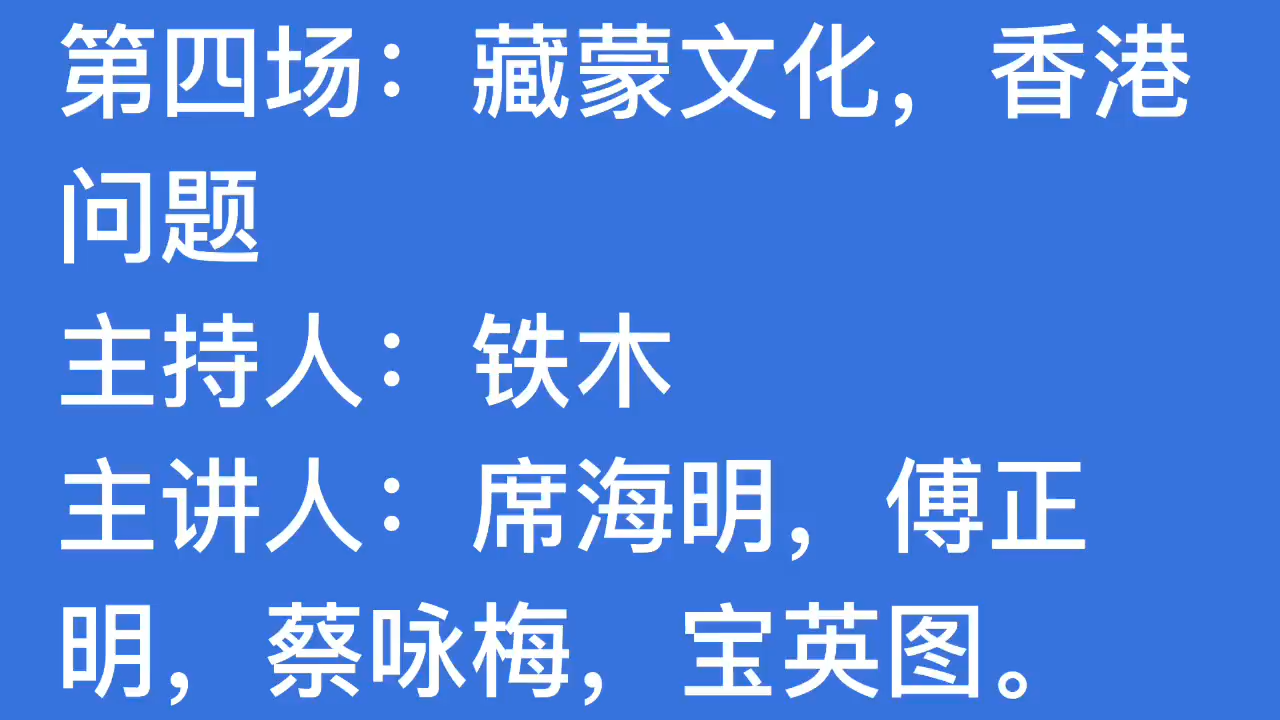 第四场：藏蒙文化，香港
问题
主持人：铁木
主讲人：席海明，傅正
明，蔡咏梅，宝英图。